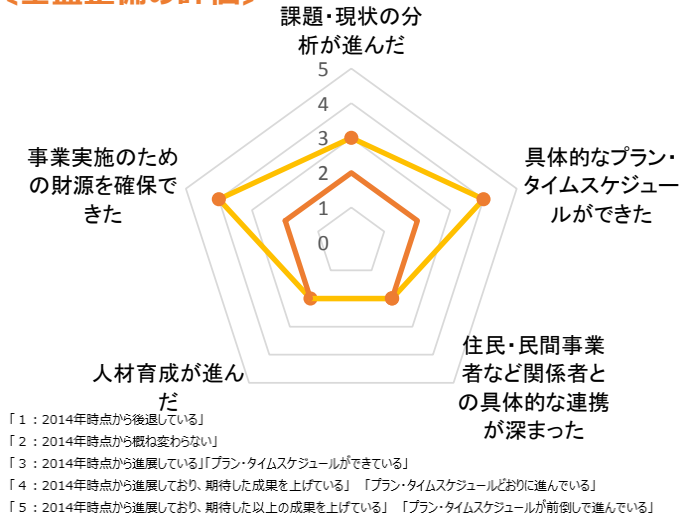 課題・現状の分
析が進んだ
5
4
3
2
1
0
事業実施のため
の財源を確保で
きた
具体的なプラン・
タイムスケジュー
ルができた
人材育成が進ん
だ
住民・民間事業
者など関係者と
の具体的な連携
が深まった
「1：2014年時点から後退している」
「2：2014年時点から概ね変わらない」
「3：2014年時点から進展している」「プラン・タイムスケジュールができている」
「4：2014年時点から進展しており、期待した成果を上げている」 「プラン・タイムスケジュールどおりに進んでいる」
「5：2014年時点から進展しており、期待した以上の成果を上げている」 「プラン・タイムスケジュールが前倒しで進んでいる」